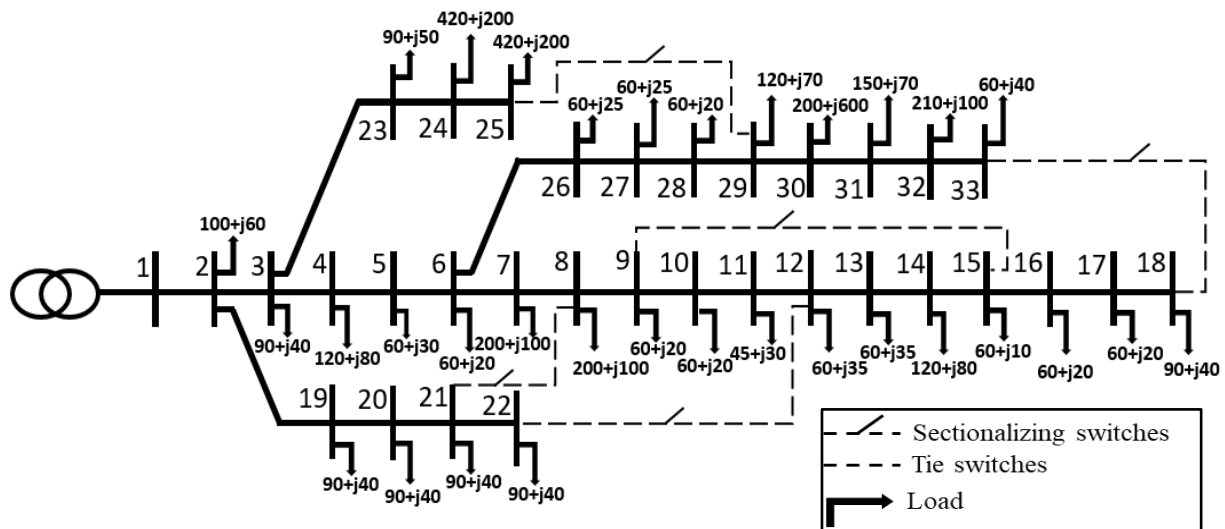 420+j200
90+j50
420+j200
120+j70
150+j70
60+j40
60+j25
60+j25
60+j20
200+j600
210+j100
23
24
25
26
27
28
29
30
31
32
33
100+j60
1
2
3
4
5
6
7
8
9
10
11
12
13
14
15
16
17
18
90+j40
120+j80
60+j30
60+j20
200+j100
200+j100
60+j20
60+j20
45+j30
60+j35
60+j35
120+j80
60+j10
60+j20
60+j20
90+j40
19
20
21
22
90+j40
90+j40
90+j40
90+j40
Sectionalizing switches
Tie switches
Load